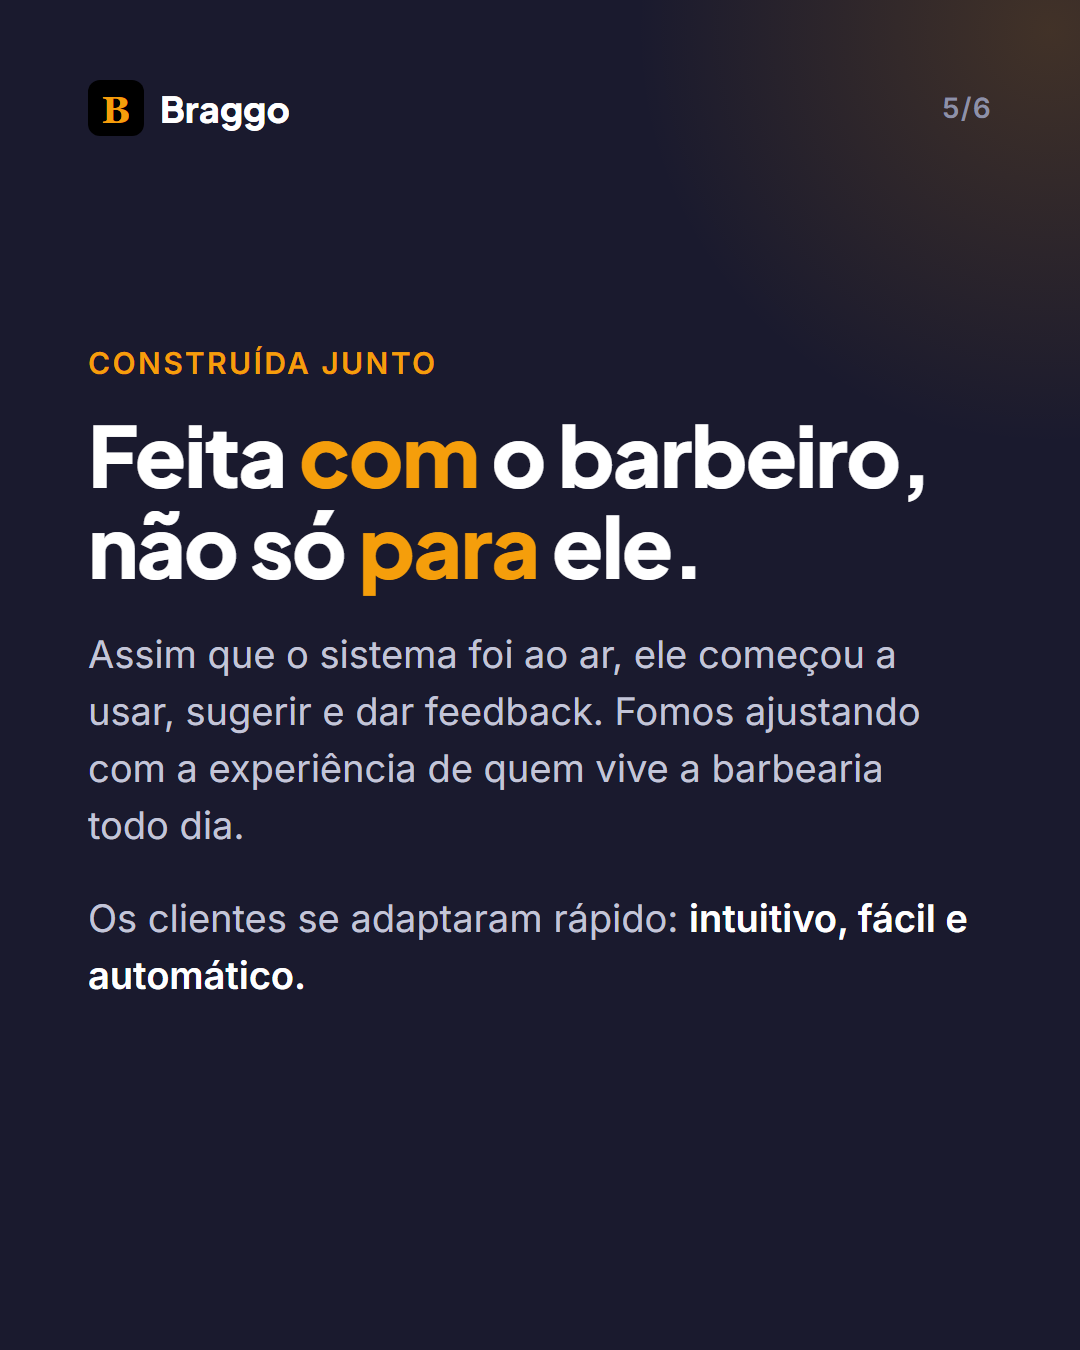 B Braggo
5/6
CONSTRUÍDA JUNTO
Feita com o barbeiro,
não só para ele.
Assim que o sistema foi ao ar, ele começou a
usar, sugerir e dar feedback. Fomos ajustando
com a experiência de quem vive a barbearia
todo dia.
Os clientes se adaptaram rápido: intuitivo, fácil e
automático.